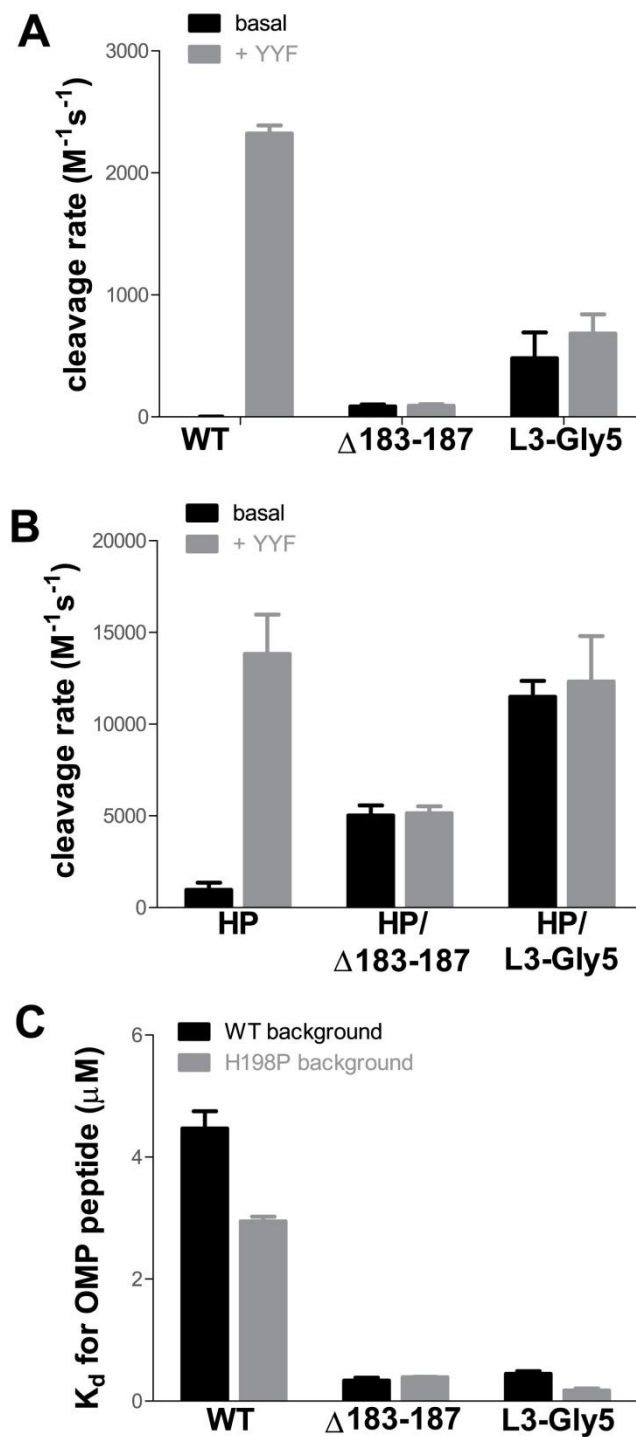 A
basal
+ YYF
cleavage rate (M⁻¹s⁻¹)
3000
2000
1000
0
WT
Δ183-187
L3-Gly5
B
basal
+ YYF
cleavage rate (M⁻¹s⁻¹)
20000
15000
10000
5000
0
HP
HP/
Δ183-187
HP/
L3-Gly5
C
WT background
H198P background
Kd for OMP peptide (μM)
6
4
2
0
WT
Δ183-187
L3-Gly5